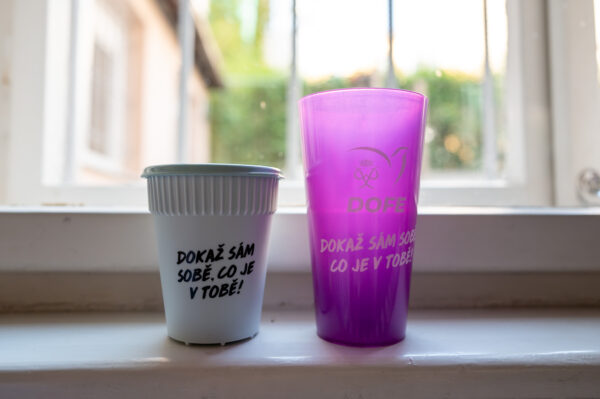 DOKAŽ SÁM
SOBĚ, CO JE
V TOBĚ!
DOFE
DOKAŽ SÁM SOBĚ
CO JE V TOBĚ!